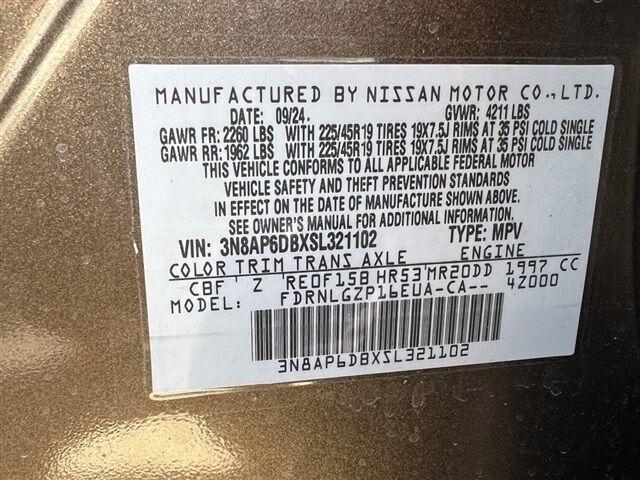 MANUFACTURED BY NISSAN MOTOR CO.,LTD.
DATE: 09/24. GVWR: 4211 LBS
GAWR FR: 2260 LBS WITH 225/45R19 TIRES 19X7.5J RIMS AT 35 PSI COLD SINGLE
GAWR RR: 1962 LBS WITH 225/45R19 TIRES 19X7.5J RIMS AT 35 PSI COLD SINGLE
THIS VEHICLE CONFORMS TO ALL APPLICABLE FEDERAL MOTOR
VEHICLE SAFETY AND THEFT PREVENTION STANDARDS
IN EFFECT ON THE DATE OF MANUFACTURE SHOWN ABOVE.
SEE OWNER'S MANUAL FOR ADDITIONAL INFORMATION
VIN: 3N8AP6DBXSL321102 TYPE: MPV
COLOR TRIM TRANS AXLE ENGINE
CBF Z RE0F15B HR53 MR20DD 1997 CC
MODEL: FDRNLGZP16EUA-CA-- 4Z000
3N8AP6DBXSL321102